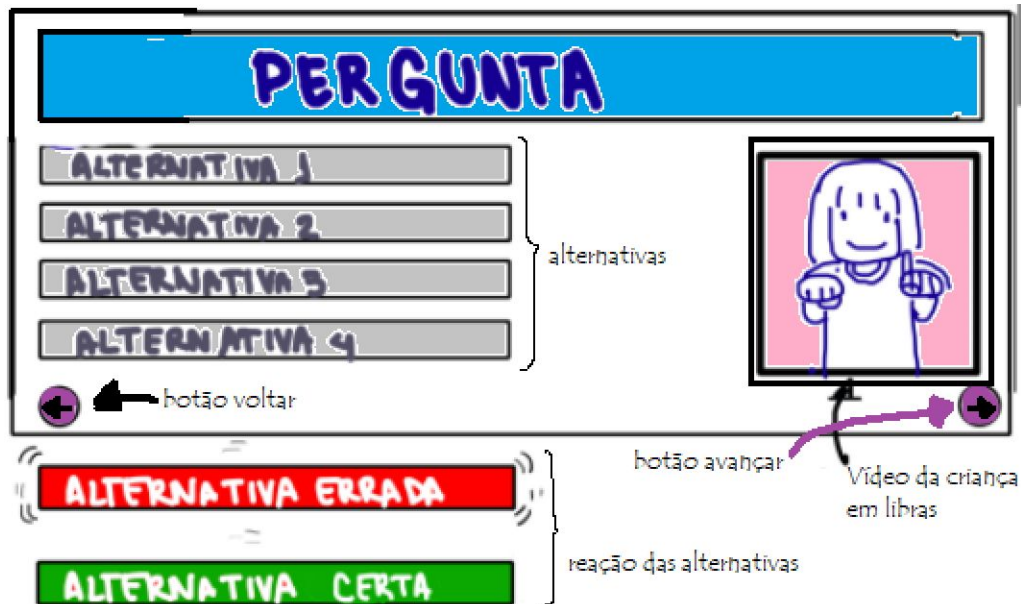 PERGUNTA
ALTERNATIVA 1
ALTERNATIVA 2
ALTERNATIVA 3
ALTERNATIVA 4
alternativas
botão voltar
botão avançar
Vídeo da criança
em libras
ALTERNATIVA ERRADA
ALTERNATIVA CERTA
reação das alternativas